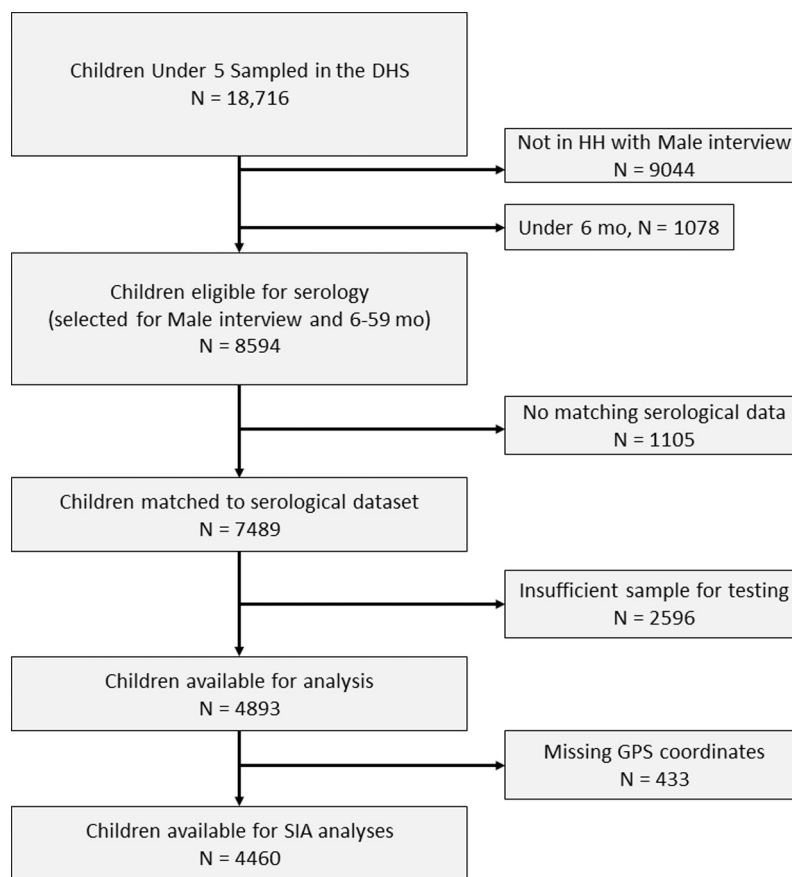 Children Under 5 Sampled in the DHS
N = 18,716
Not in HH with Male interview
N = 9044
Under 6 mo, N = 1078
Children eligible for serology
(selected for Male interview and 6-59 mo)
N = 8594
No matching serological data
N = 1105
Children matched to serological dataset
N = 7489
Insufficient sample for testing
N = 2596
Children available for analysis
N = 4893
Missing GPS coordinates
N = 433
Children available for SIA analyses
N = 4460